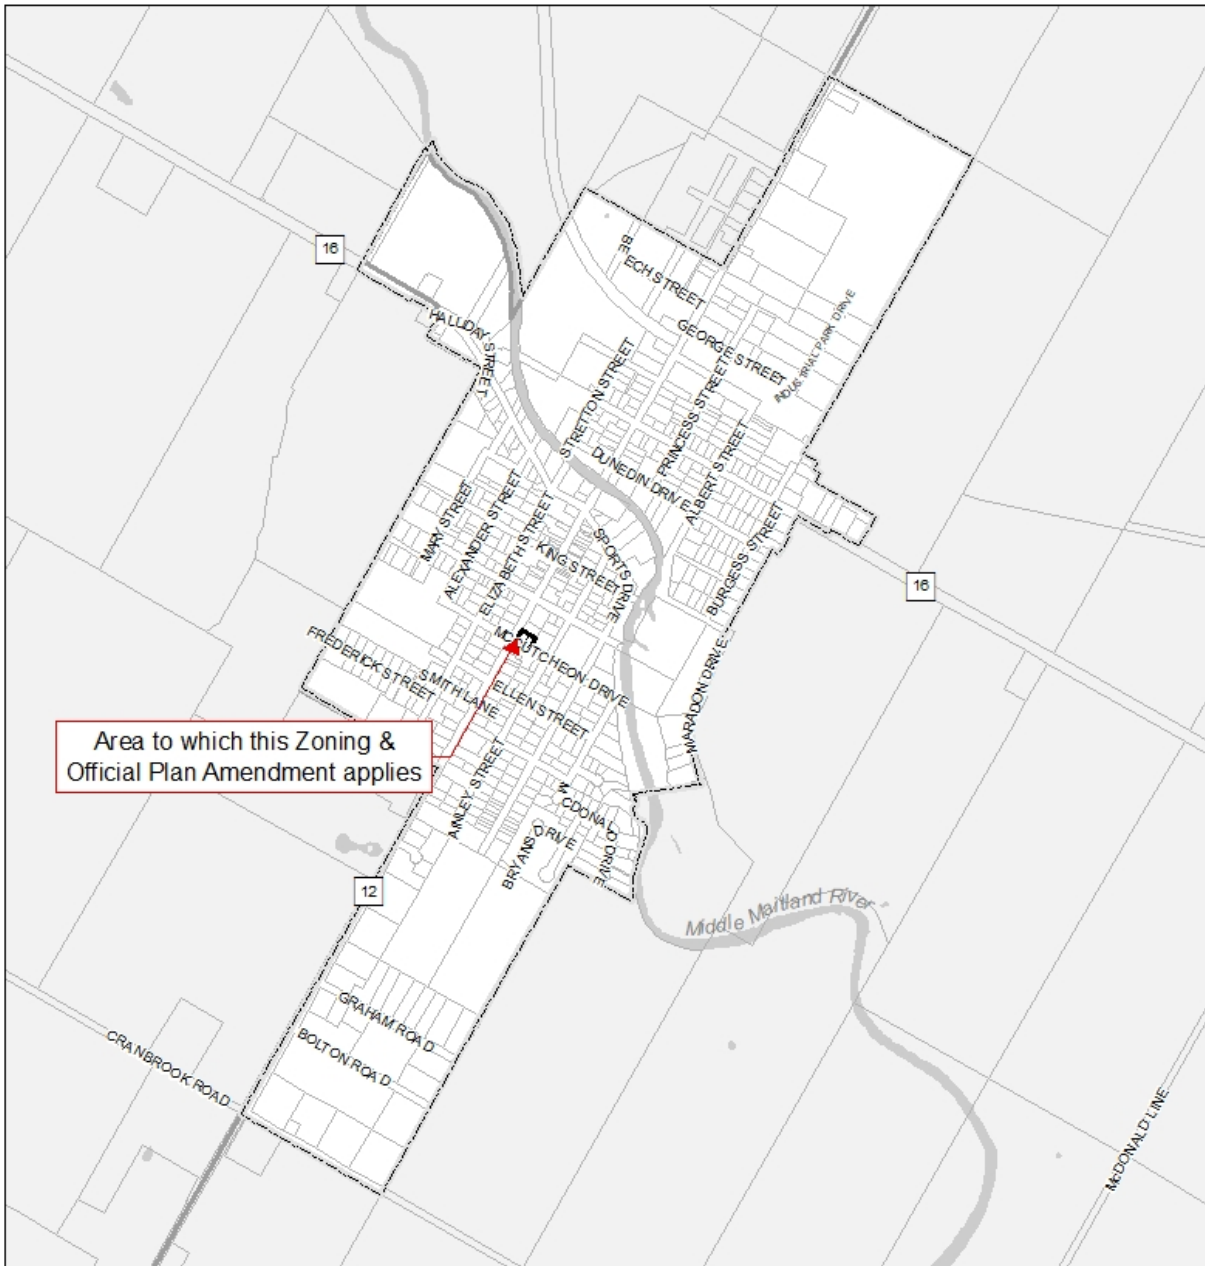 BEECH STREET
16
HALLDAY STREET
GEORGE STREET
INDUSTRIAL PARK DRIVE
STRETTON STREET
PRINCESS STREET
DUNEDIN DRIVE
ALBERT STREET
MARY STREET
ALEXANDER STREET
ELIZABETH STREET
KING STREET
SPORTS DRIVE
BURGESS STREET
16
MCCUTCHEON DRIVE
FREDERICK STREET
SMITH LANE
ELLEN STREET
MARADON DRIVE
Area to which this Zoning &
Official Plan Amendment applies
AINLEY STREET
MCDONALD DRIVE
BRYANS DRIVE
12
Middle Maitland River
GRAHAM ROAD
BOLTON ROAD
CRANBROOK ROAD
McDONALD LINE